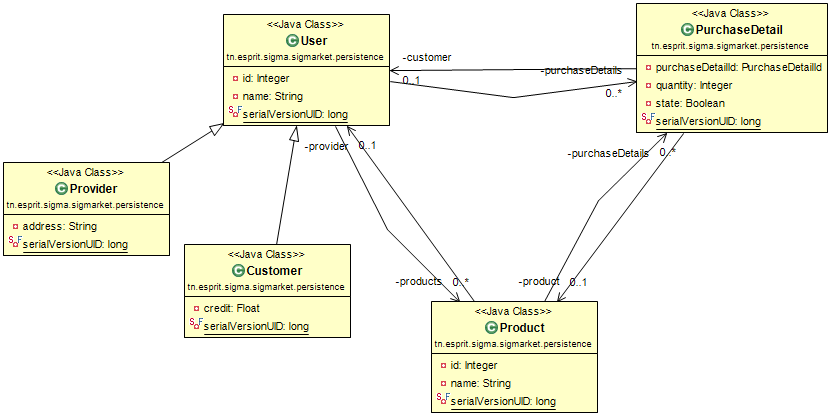 <<Java Class>>
User
tn.esprit.sigma.sigmarket.persistence
id: Integer
name: String
serialVersionUID: long
<<Java Class>>
PurchaseDetail
tn.esprit.sigma.sigmarket.persistence
purchaseDetailId: PurchaseDetailId
quantity: Integer
state: Boolean
serialVersionUID: long
-customer
0..1
-purchaseDetails
0..*
<<Java Class>>
Provider
tn.esprit.sigma.sigmarket.persistence
address: String
serialVersionUID: long
-provider
0..1
-purchaseDetails
0..*
<<Java Class>>
Customer
tn.esprit.sigma.sigmarket.persistence
credit: Float
serialVersionUID: long
-products
0..*
-product
0..1
<<Java Class>>
Product
tn.esprit.sigma.sigmarket.persistence
id: Integer
name: String
serialVersionUID: long